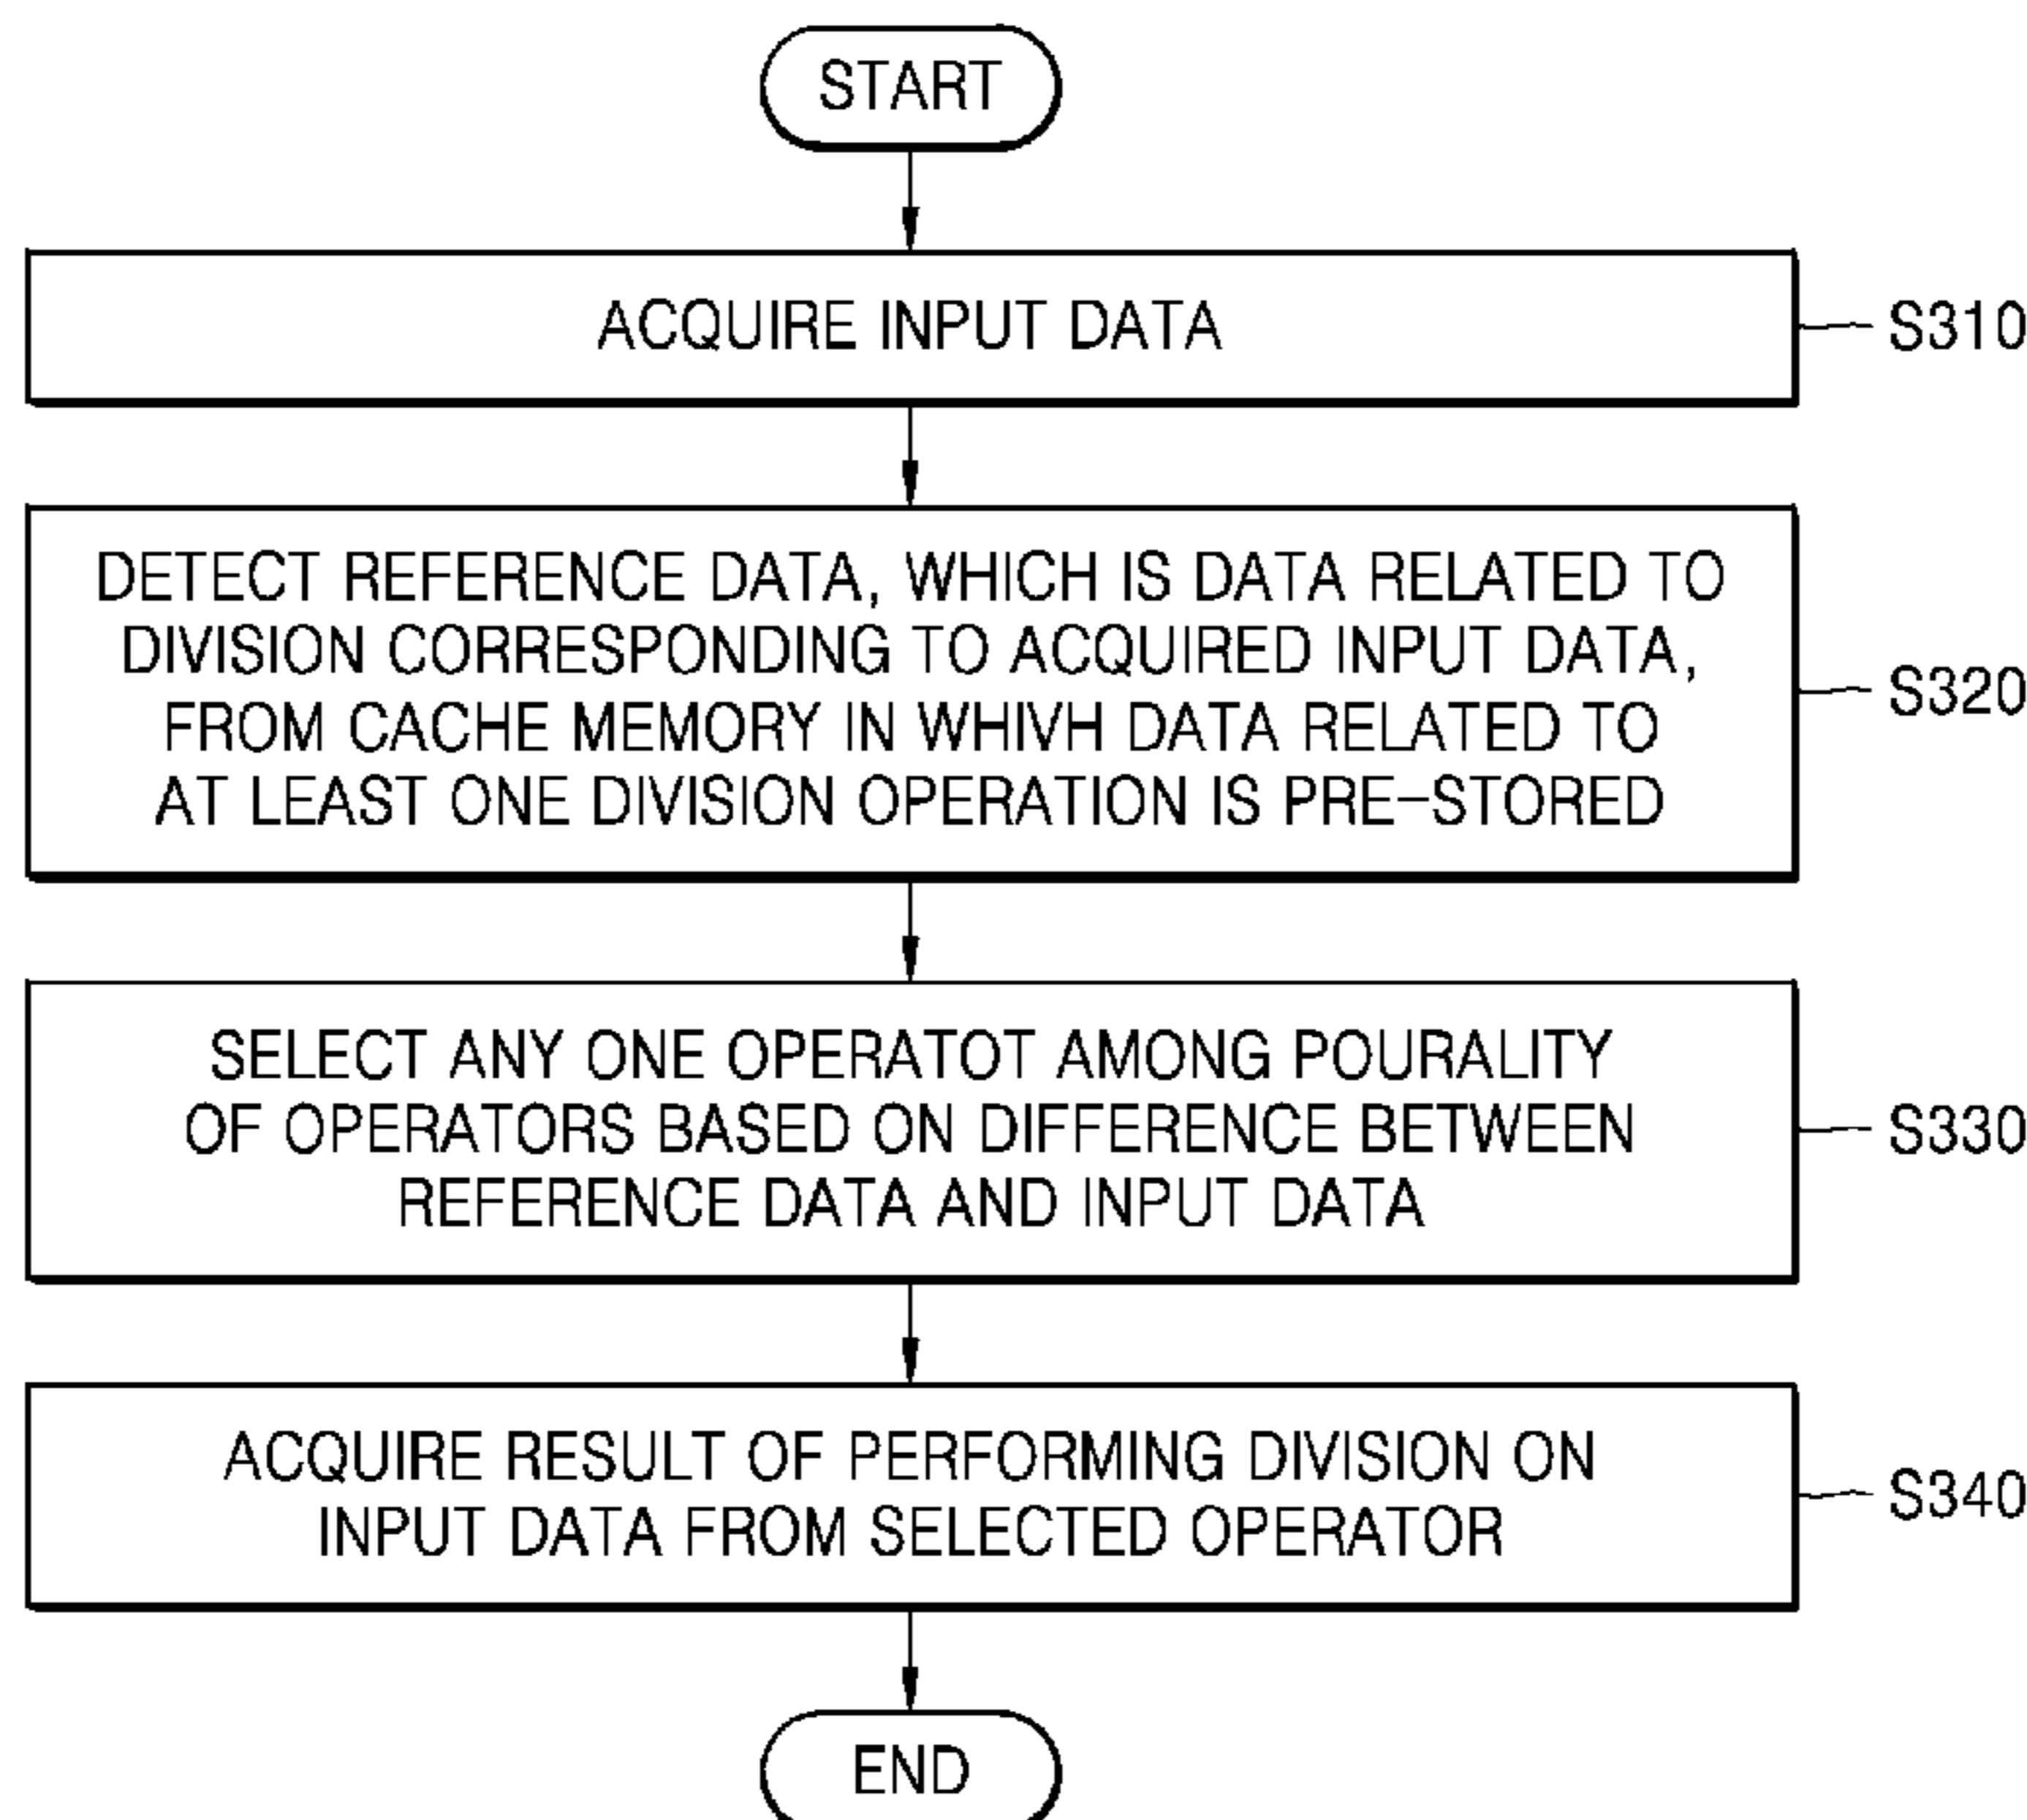 START
ACQUIRE INPUT DATA
S310
DETECT REFERENCE DATA, WHICH IS DATA RELATED TO
DIVISION CORRESPONDING TO ACQUIRED INPUT DATA,
FROM CACHE MEMORY IN WHIVH DATA RELATED TO
AT LEAST ONE DIVISION OPERATION IS PRE-STORED
S320
SELECT ANY ONE OPERATOT AMONG POURALITY
OF OPERATORS BASED ON DIFFERENCE BETWEEN
REFERENCE DATA AND INPUT DATA
S330
ACQUIRE RESULT OF PERFORMING DIVISION ON
INPUT DATA FROM SELECTED OPERATOR
S340
END